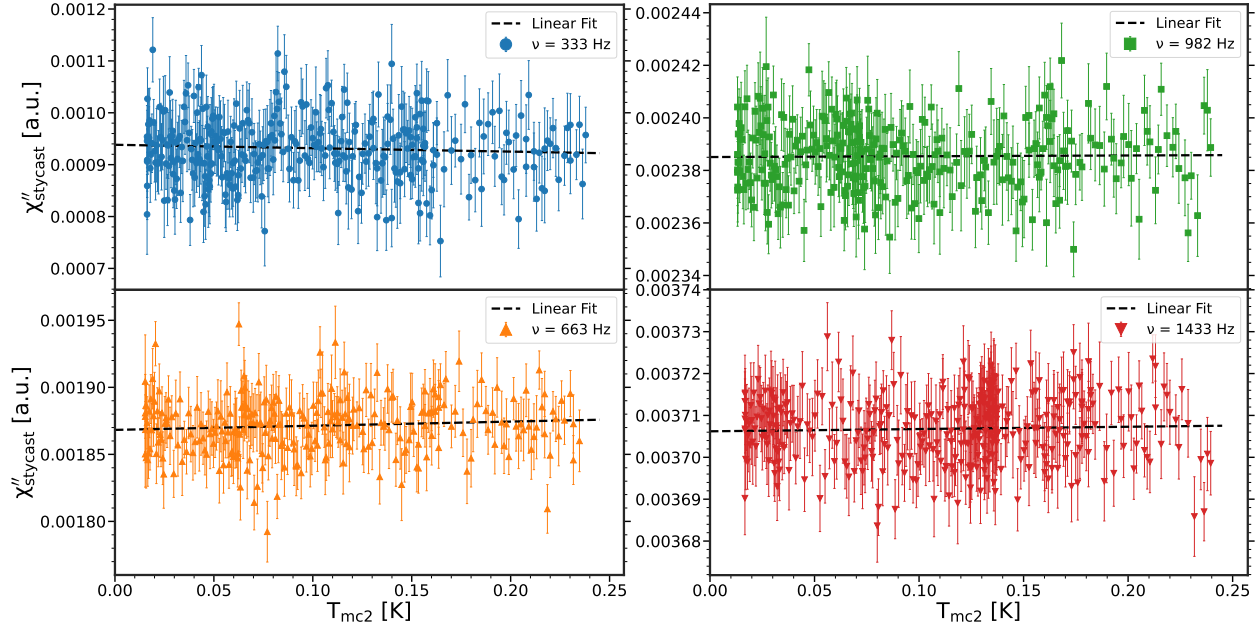 0.0012
0.0011
0.0010
0.0009
0.0008
0.0007
χ″stycast [a.u.]
Linear Fit
ν = 333 Hz
0.00244
0.00242
0.00240
0.00238
0.00236
0.00234
Linear Fit
ν = 982 Hz
0.00195
0.00190
0.00185
0.00180
χ″stycast [a.u.]
Linear Fit
ν = 663 Hz
0.00 0.05 0.10 0.15 0.20 0.25
Tmc2 [K]
0.00374
0.00373
0.00372
0.00371
0.00370
0.00369
0.00368
Linear Fit
ν = 1433 Hz
0.00 0.05 0.10 0.15 0.20 0.25
Tmc2 [K]